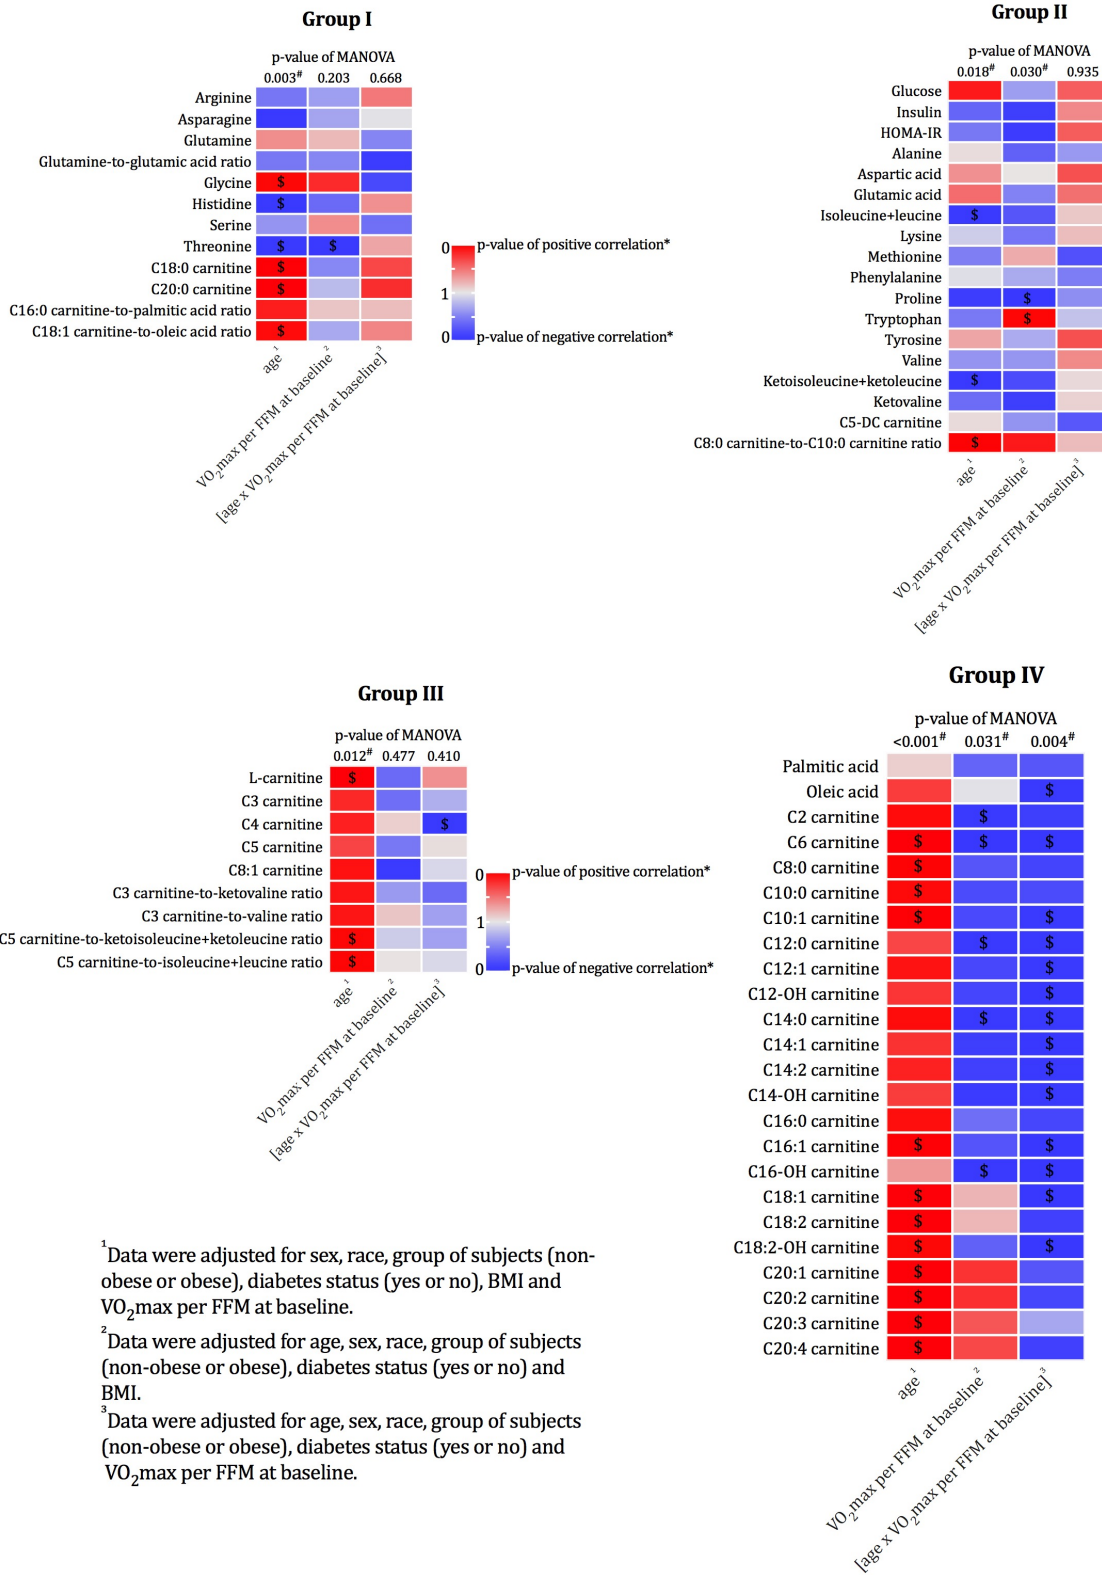 Group I
p-value of MANOVA
0.003# 0.203 0.668
Arginine
Asparagine
Glutamine
Glutamine-to-glutamic acid ratio
Glycine $
Histidine $
Serine
Threonine $ $
C18:0 carnitine $
C20:0 carnitine $
C16:0 carnitine-to-palmitic acid ratio
C18:1 carnitine-to-oleic acid ratio $
age¹
VO₂max per FFM at baseline²
[age x VO₂max per FFM at baseline]³
0 p-value of positive correlation*
1
0 p-value of negative correlation*
Group II
p-value of MANOVA
0.018# 0.030# 0.935
Glucose
Insulin
HOMA-IR
Alanine
Aspartic acid
Glutamic acid
Isoleucine+leucine $
Lysine
Methionine
Phenylalanine
Proline $
Tryptophan $
Tyrosine
Valine
Ketoisoleucine+ketoleucine $
Ketovaline
C5-DC carnitine
C8:0 carnitine-to-C10:0 carnitine ratio $
age¹
VO₂max per FFM at baseline²
[age x VO₂max per FFM at baseline]³
Group III
p-value of MANOVA
0.012# 0.477 0.410
L-carnitine $
C3 carnitine
C4 carnitine $
C5 carnitine
C8:1 carnitine
C3 carnitine-to-ketovaline ratio
C3 carnitine-to-valine ratio
C5 carnitine-to-ketoisoleucine+ketoleucine ratio $
C5 carnitine-to-isoleucine+leucine ratio $
age¹
VO₂max per FFM at baseline²
[age x VO₂max per FFM at baseline]³
0 p-value of positive correlation*
1
0 p-value of negative correlation*
Group IV
p-value of MANOVA
<0.001# 0.031# 0.004#
Palmitic acid
Oleic acid $
C2 carnitine $
C6 carnitine $ $ $
C8:0 carnitine $
C10:0 carnitine $
C10:1 carnitine $ $
C12:0 carnitine $ $
C12:1 carnitine $
C12-OH carnitine $
C14:0 carnitine $ $
C14:1 carnitine $
C14:2 carnitine $
C14-OH carnitine $
C16:0 carnitine
C16:1 carnitine $ $
C16-OH carnitine $ $
C18:1 carnitine $ $
C18:2 carnitine $
C18:2-OH carnitine $ $
C20:1 carnitine $
C20:2 carnitine $
C20:3 carnitine $
C20:4 carnitine $
age¹
VO₂max per FFM at baseline²
[age x VO₂max per FFM at baseline]³
¹Data were adjusted for sex, race, group of subjects (non-
obese or obese), diabetes status (yes or no), BMI and
VO₂max per FFM at baseline.
²Data were adjusted for age, sex, race, group of subjects
(non-obese or obese), diabetes status (yes or no) and
BMI.
³Data were adjusted for age, sex, race, group of subjects
(non-obese or obese), diabetes status (yes or no) and
VO₂max per FFM at baseline.